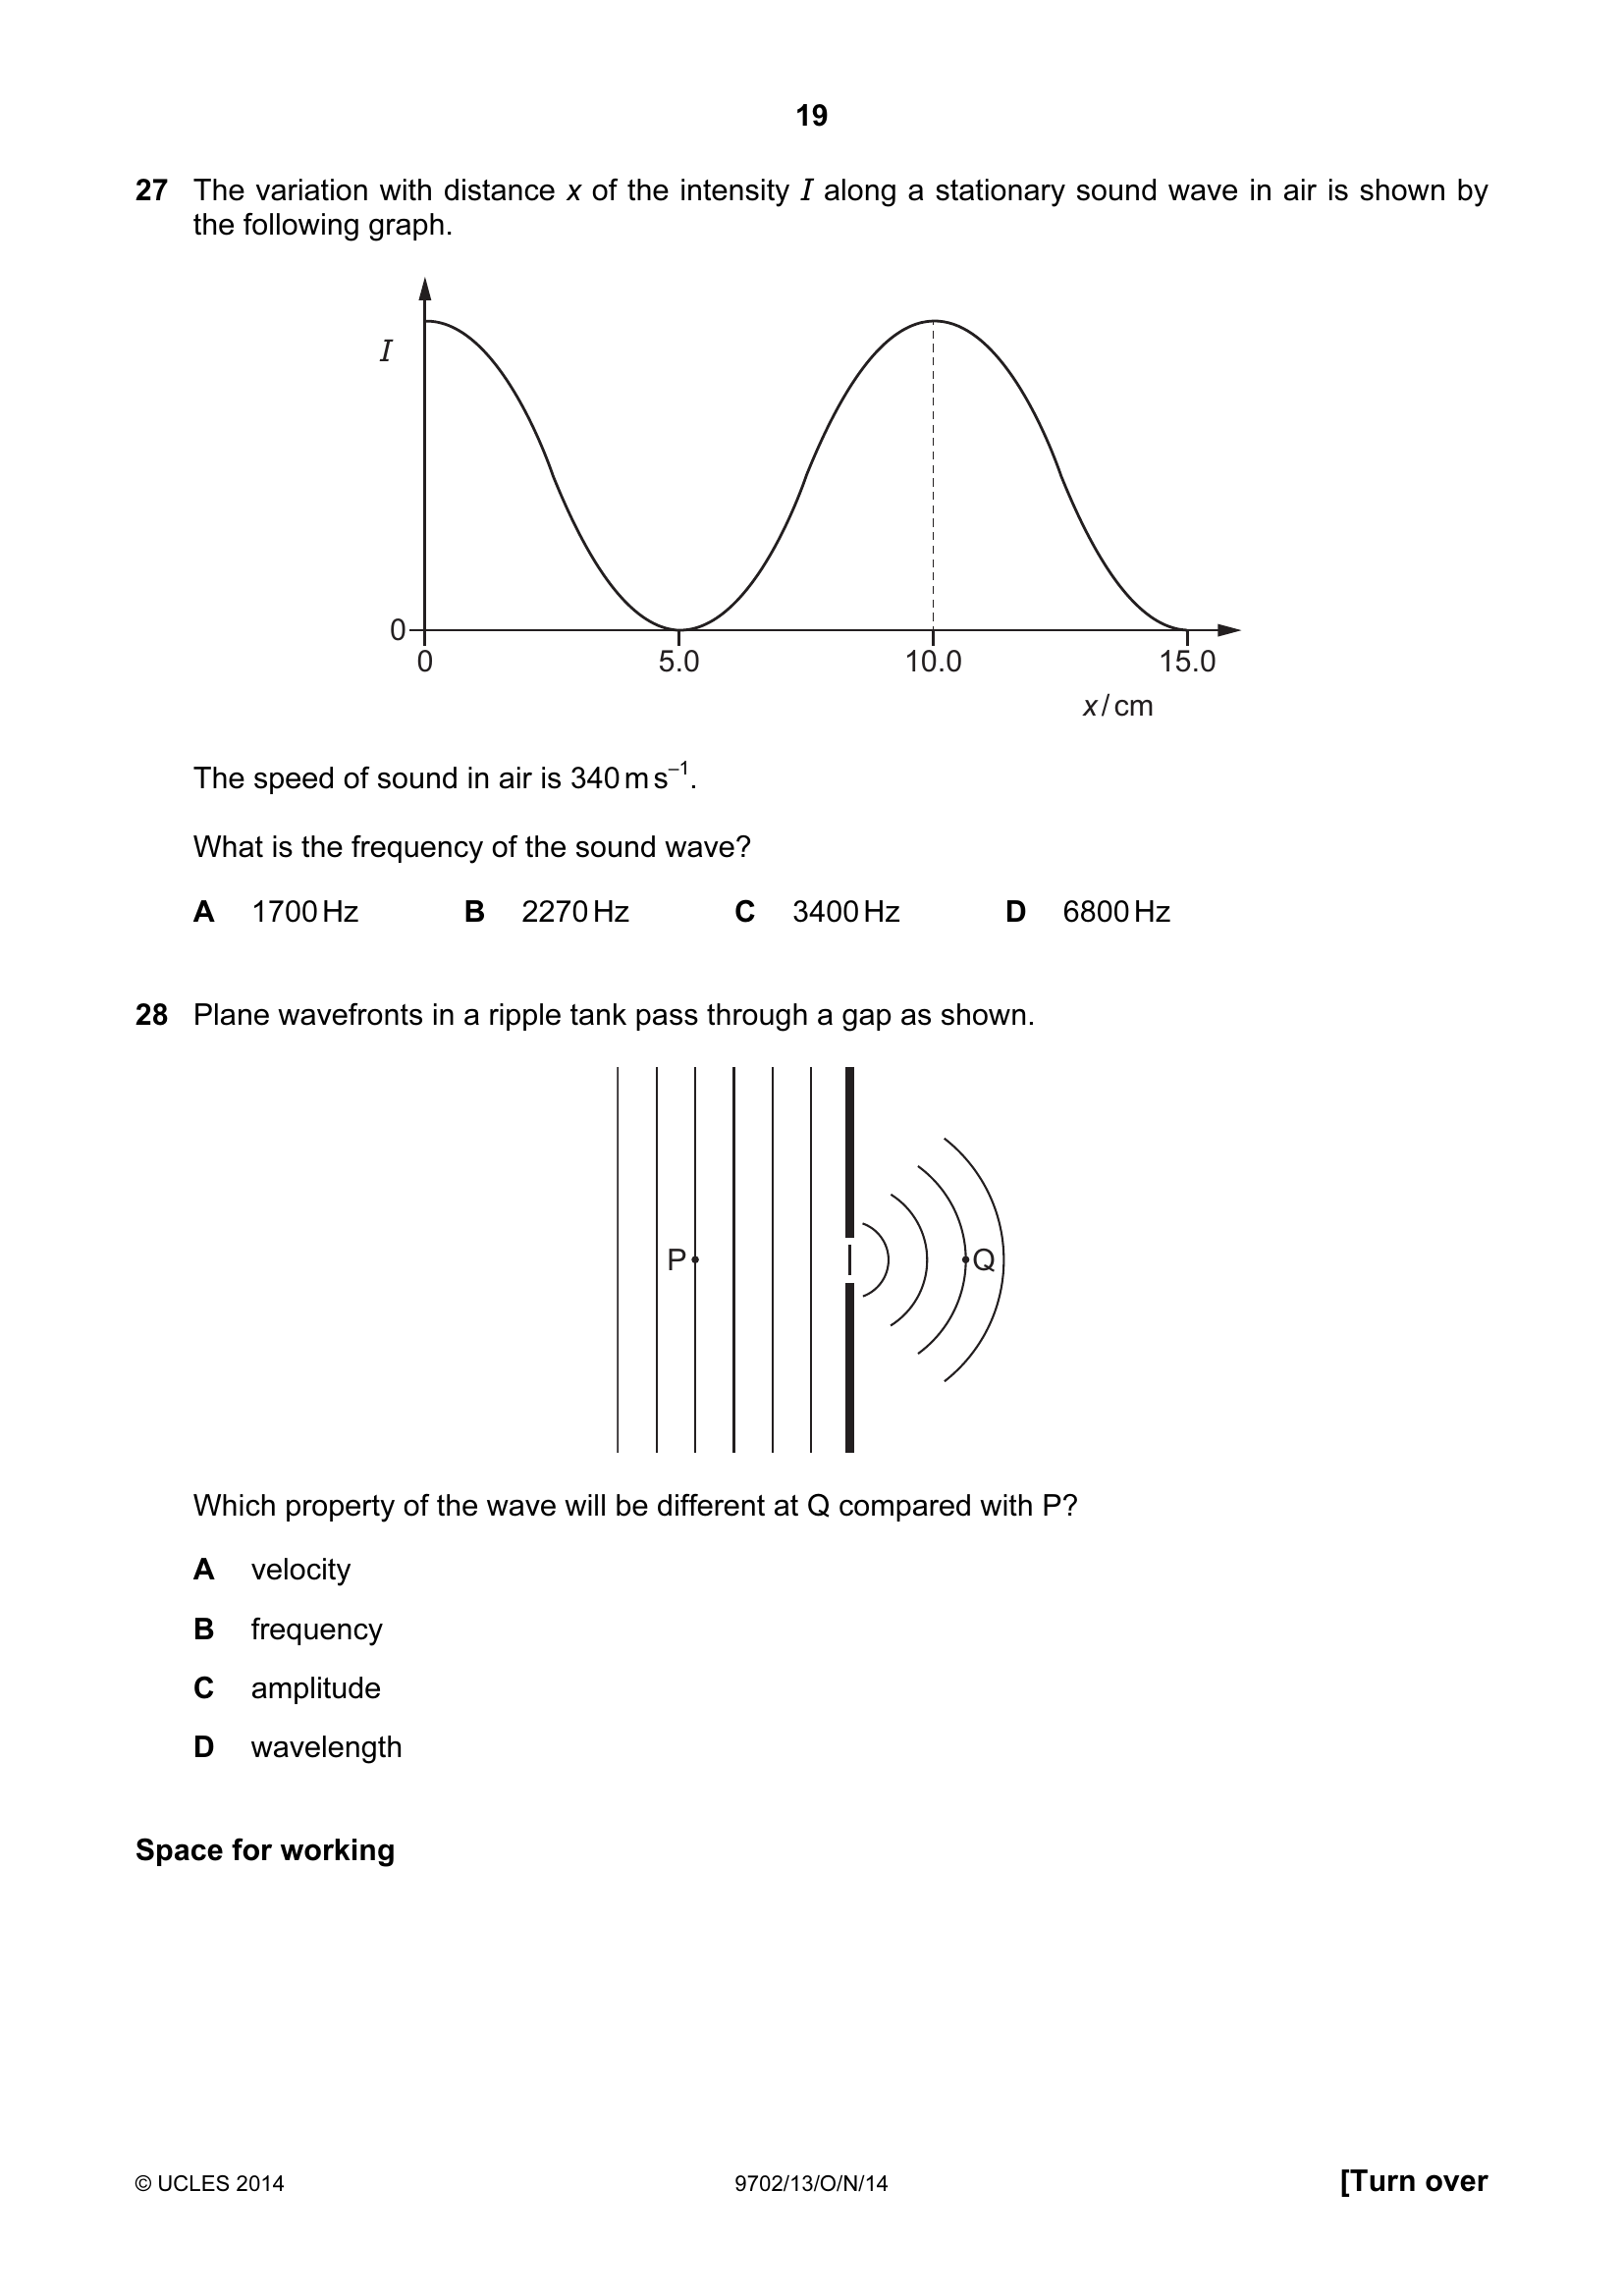 19
27 The variation with distance x of the intensity I along a stationary sound wave in air is shown by
the following graph.
I
0
0 5.0 10.0 15.0
x / cm
The speed of sound in air is 340 m s⁻¹.
What is the frequency of the sound wave?
A 1700 Hz B 2270 Hz C 3400 Hz D 6800 Hz
28 Plane wavefronts in a ripple tank pass through a gap as shown.
P Q
Which property of the wave will be different at Q compared with P?
A velocity
B frequency
C amplitude
D wavelength
Space for working
© UCLES 2014 9702/13/O/N/14 [Turn over